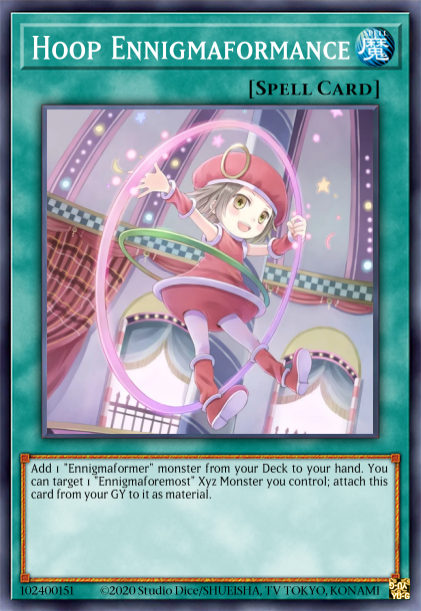 Hoop Ennigmaformance
SPELL
魔
[Spell Card]
Add 1 "Ennigmaformer" monster from your Deck to your hand. You
can target 1 "Ennigmaforemost" Xyz Monster you control; attach this
card from your GY to it as material.
102400151 ©2020 Studio Dice/SHUEISHA, TV TOKYO, KONAMI